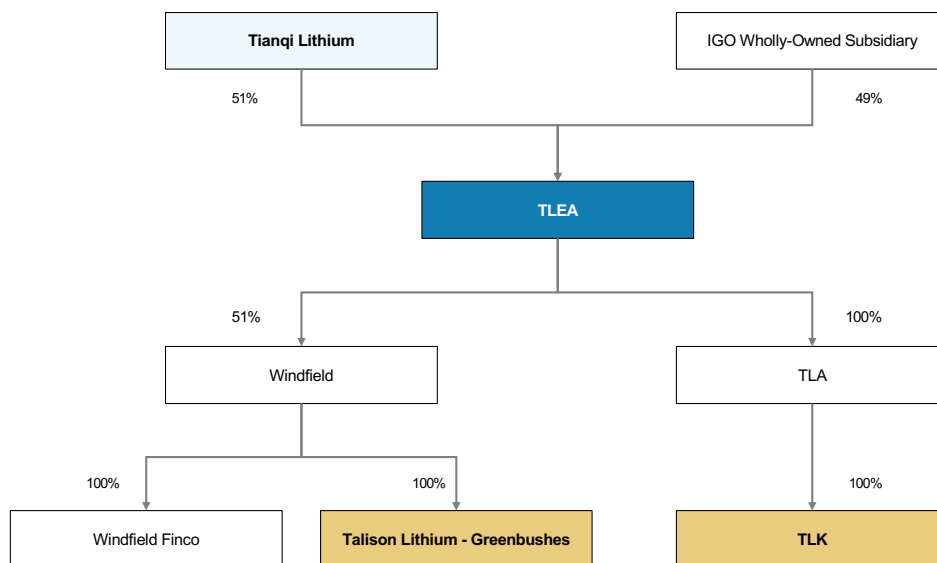 Tianqi Lithium
IGO Wholly-Owned Subsidiary
51%
49%
TLEA
51%
100%
Windfield
TLA
100%
100%
100%
Windfield Finco
Talison Lithium - Greenbushes
TLK